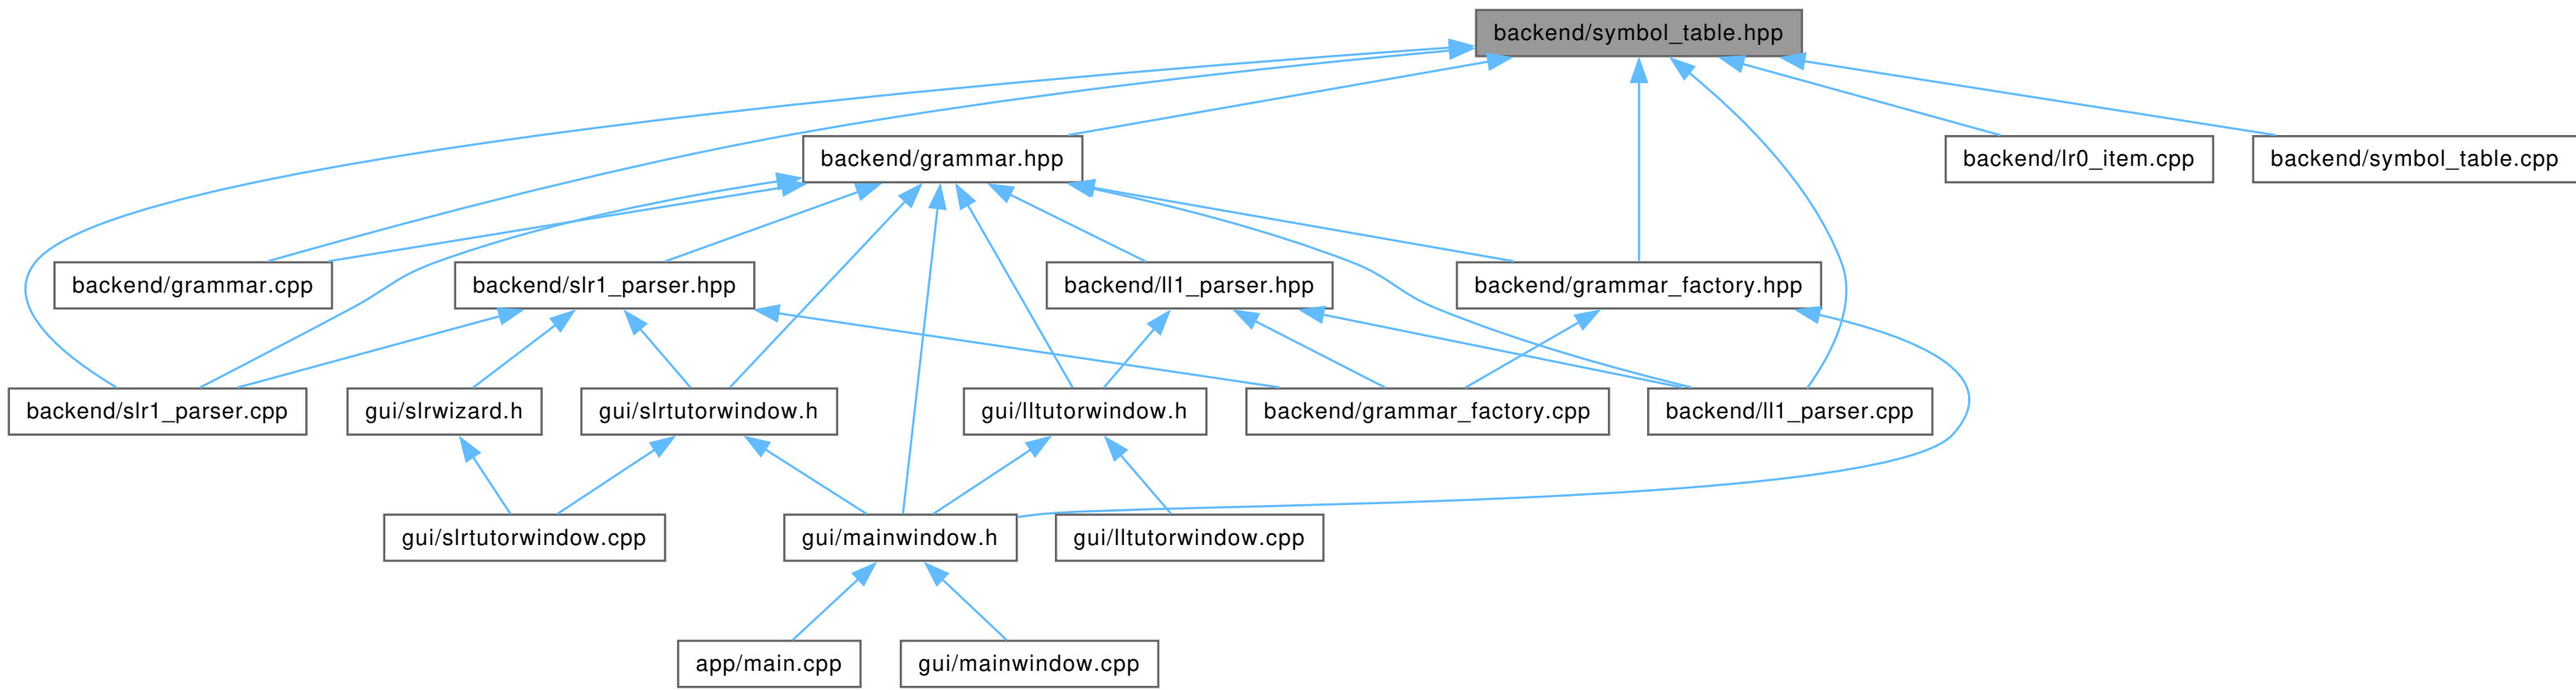 backend/symbol_table.hpp
backend/grammar.hpp
backend/lr0_item.cpp
backend/symbol_table.cpp
backend/grammar.cpp
backend/slr1_parser.hpp
backend/ll1_parser.hpp
backend/grammar_factory.hpp
backend/slr1_parser.cpp
gui/slrwizard.h
gui/slrtutorwindow.h
gui/lltutorwindow.h
backend/grammar_factory.cpp
backend/ll1_parser.cpp
gui/slrtutorwindow.cpp
gui/mainwindow.h
gui/lltutorwindow.cpp
app/main.cpp
gui/mainwindow.cpp